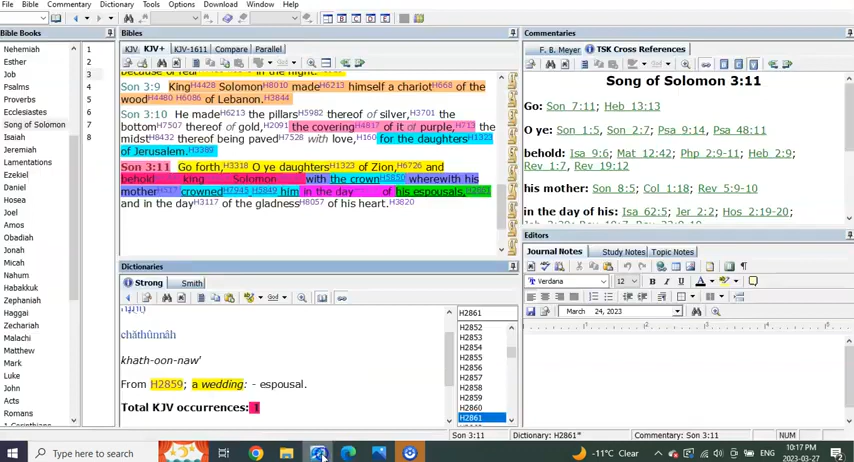 File View Bible Commentary Dictionary Tools Options Download Window Help
Bible Books
Nehemiah
Esther
Job
Psalms
Proverbs
Ecclesiastes
Song of Solomon
Isaiah
Jeremiah
Lamentations
Ezekiel
Daniel
Hosea
Joel
Amos
Obadiah
Jonah
Micah
Nahum
Habakkuk
Zephaniah
Haggai
Zechariah
Malachi
Matthew
Mark
Luke
John
Acts
Romans
1
2
3
4
5
6
7
8
Bibles
KJV KJV+ KJV-1611 Compare Parallel
because of fear in the night.
Son 3:9 King H4428 Solomon H8010 made H6213 himself a chariot H668 of the
wood H4480 H6086 of Lebanon. H3844
Son 3:10 He made H6213 the pillars H5982 thereof of silver, H3701 the
bottom H7507 thereof of gold, H2091 the covering H4817 of it of purple, H713 the
midst H8432 thereof being paved H7528 with love, H160 for the daughters H1323
of Jerusalem. H3389
Son 3:11 Go forth, H3318 O ye daughters H1323 of Zion, H6726 and
behold king Solomon with the crown H5850 wherewith his
mother H517 crowned H7945 H5849 him in the day of his espousals, H2861
and in the day H3117 of the gladness H8057 of his heart. H3820
Dictionaries
Strong Smith
chăthûnnâh
khath-oon-naw'
From H2859; a wedding: - espousal.
Total KJV occurrences: 1
H2861
H2852
H2853
H2854
H2855
H2856
H2857
H2858
H2859
H2860
H2861
Commentaries
F. B. Meyer TSK Cross References
Song of Solomon 3:11
Go: Son 7:11; Heb 13:13
O ye: Son 1:5, Son 2:7; Psa 9:14, Psa 48:11
behold: Isa 9:6; Mat 12:42; Php 2:9-11; Heb 2:9;
Rev 1:7, Rev 19:12
his mother: Son 8:5; Col 1:18; Rev 5:9-10
in the day of his: Isa 62:5; Jer 2:2; Hos 2:19-20;
Editors
Journal Notes Study Notes Topic Notes
Verdana 12
B I U A
March 24, 2023
Son 3:11 Dictionary: H2861* Commentary: Son 3:11 NUM
Type here to search
-11°C Clear
ENG
10:17 PM
2023-03-27
2